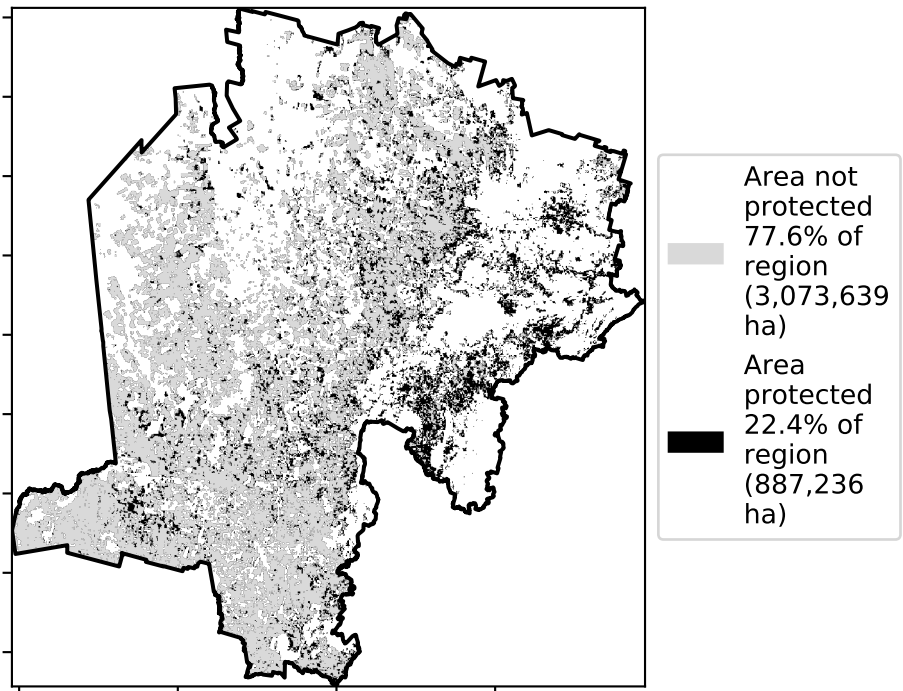 Area not
protected
77.6% of
region
(3,073,639
ha)
Area
protected
22.4% of
region
(887,236
ha)